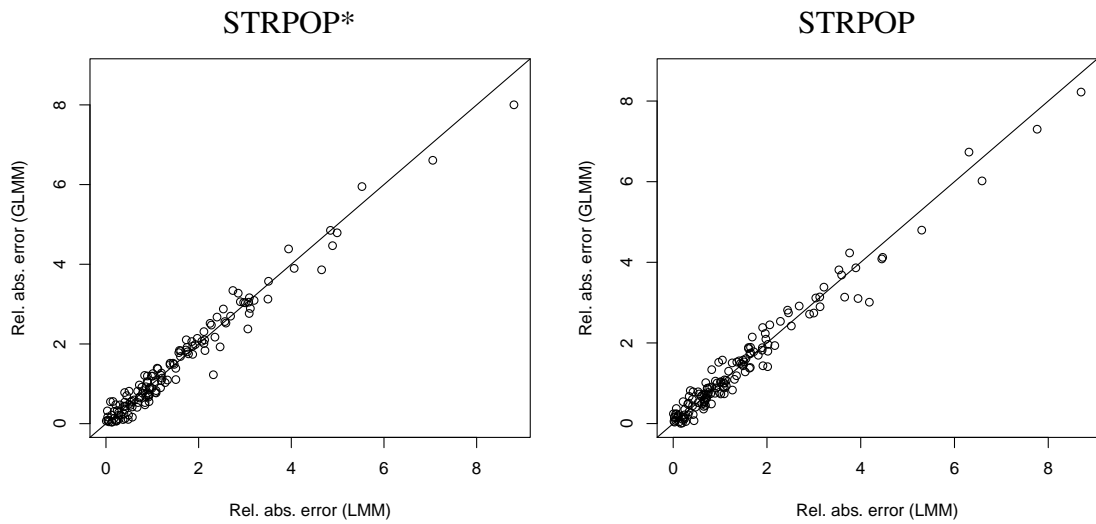 STRPOP*
Rel. abs. error (GLMM)
8
6
4
2
0
0 2 4 6 8
Rel. abs. error (LMM)
STRPOP
Rel. abs. error (GLMM)
8
6
4
2
0
0 2 4 6 8
Rel. abs. error (LMM)